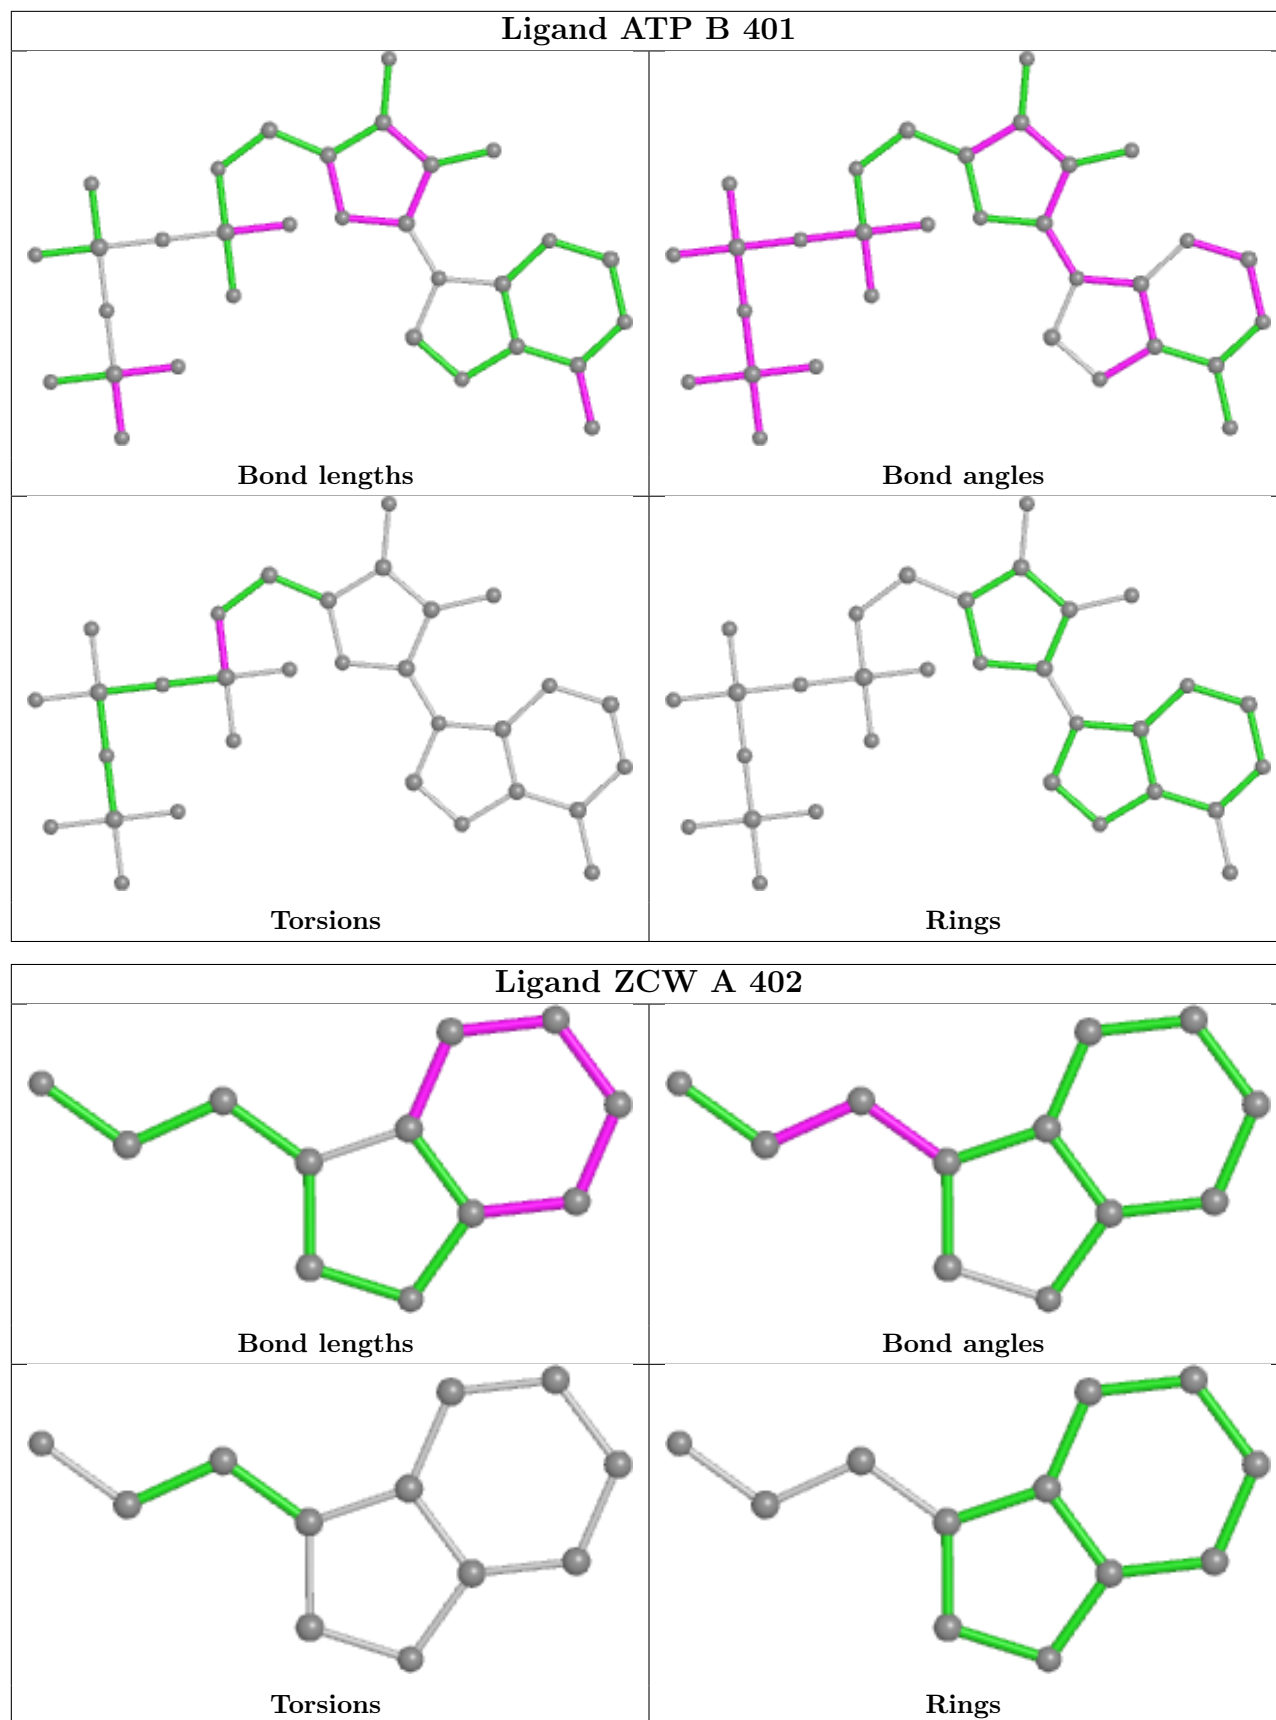 Ligand ATP B 401
Bond lengths
Bond angles
Torsions
Rings
Ligand ZCW A 402
Bond lengths
Bond angles
Torsions
Rings